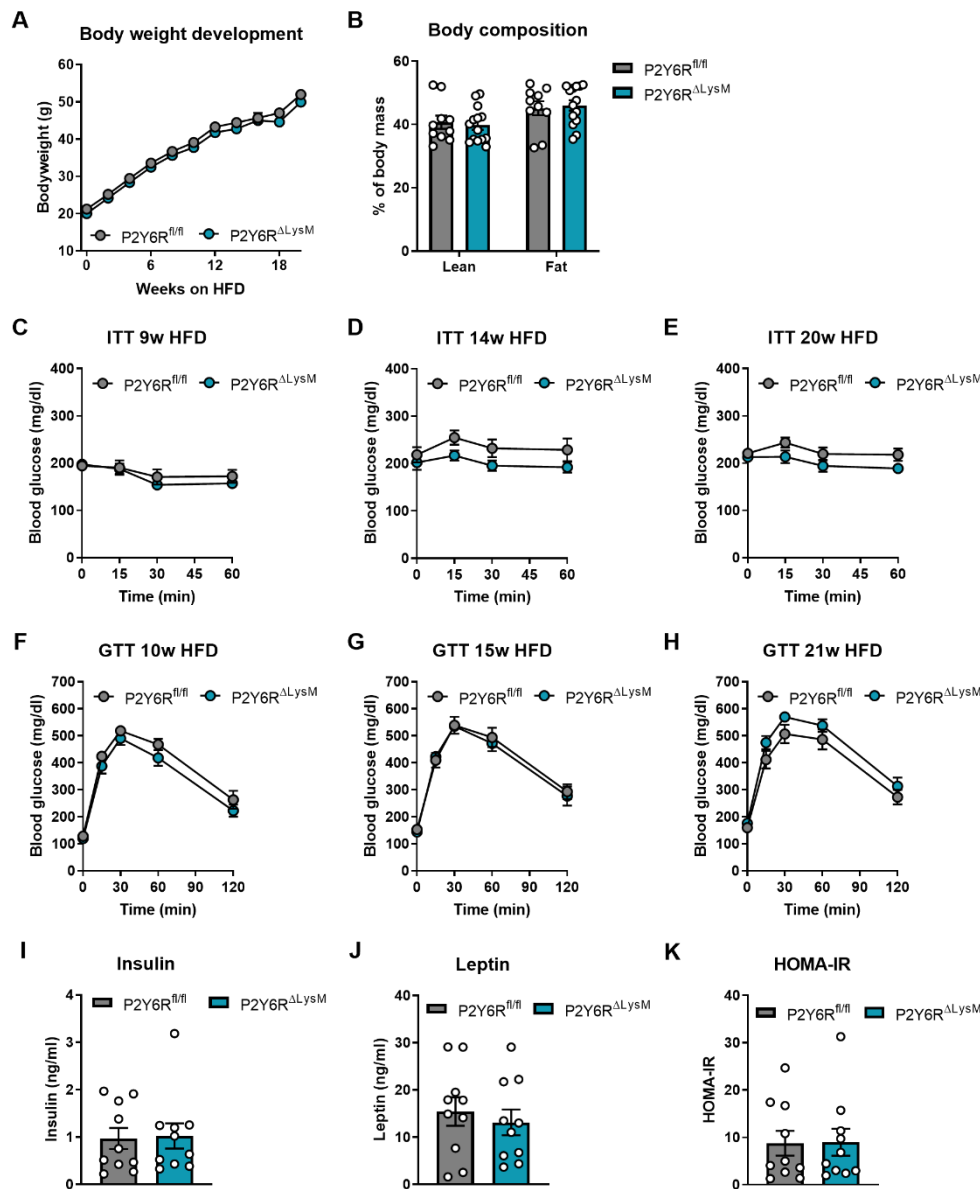 A
Body weight development
Bodyweight (g)
60
50
40
30
20
10
P2Y6R^fl/fl P2Y6R^ΔLysM
0 6 12 18
Weeks on HFD
B
Body composition
% of body mass
60
40
20
0
Lean Fat
P2Y6R^fl/fl
P2Y6R^ΔLysM
C
ITT 9w HFD
Blood glucose (mg/dl)
400
300
200
100
0
P2Y6R^fl/fl P2Y6R^ΔLysM
0 15 30 45 60
Time (min)
D
ITT 14w HFD
Blood glucose (mg/dl)
400
300
200
100
0
P2Y6R^fl/fl P2Y6R^ΔLysM
0 15 30 45 60
Time (min)
E
ITT 20w HFD
Blood glucose (mg/dl)
400
300
200
100
0
P2Y6R^fl/fl P2Y6R^ΔLysM
0 15 30 45 60
Time (min)
F
GTT 10w HFD
Blood glucose (mg/dl)
700
600
500
400
300
200
100
0
P2Y6R^fl/fl P2Y6R^ΔLysM
0 30 60 90 120
Time (min)
G
GTT 15w HFD
Blood glucose (mg/dl)
700
600
500
400
300
200
100
0
P2Y6R^fl/fl P2Y6R^ΔLysM
0 30 60 90 120
Time (min)
H
GTT 21w HFD
Blood glucose (mg/dl)
700
600
500
400
300
200
100
0
P2Y6R^fl/fl P2Y6R^ΔLysM
0 30 60 90 120
Time (min)
I
Insulin
Insulin (ng/ml)
4
3
2
1
0
P2Y6R^fl/fl P2Y6R^ΔLysM
J
Leptin
Leptin (ng/ml)
40
30
20
10
0
P2Y6R^fl/fl P2Y6R^ΔLysM
K
HOMA-IR
HOMA-IR
40
30
20
10
0
P2Y6R^fl/fl P2Y6R^ΔLysM